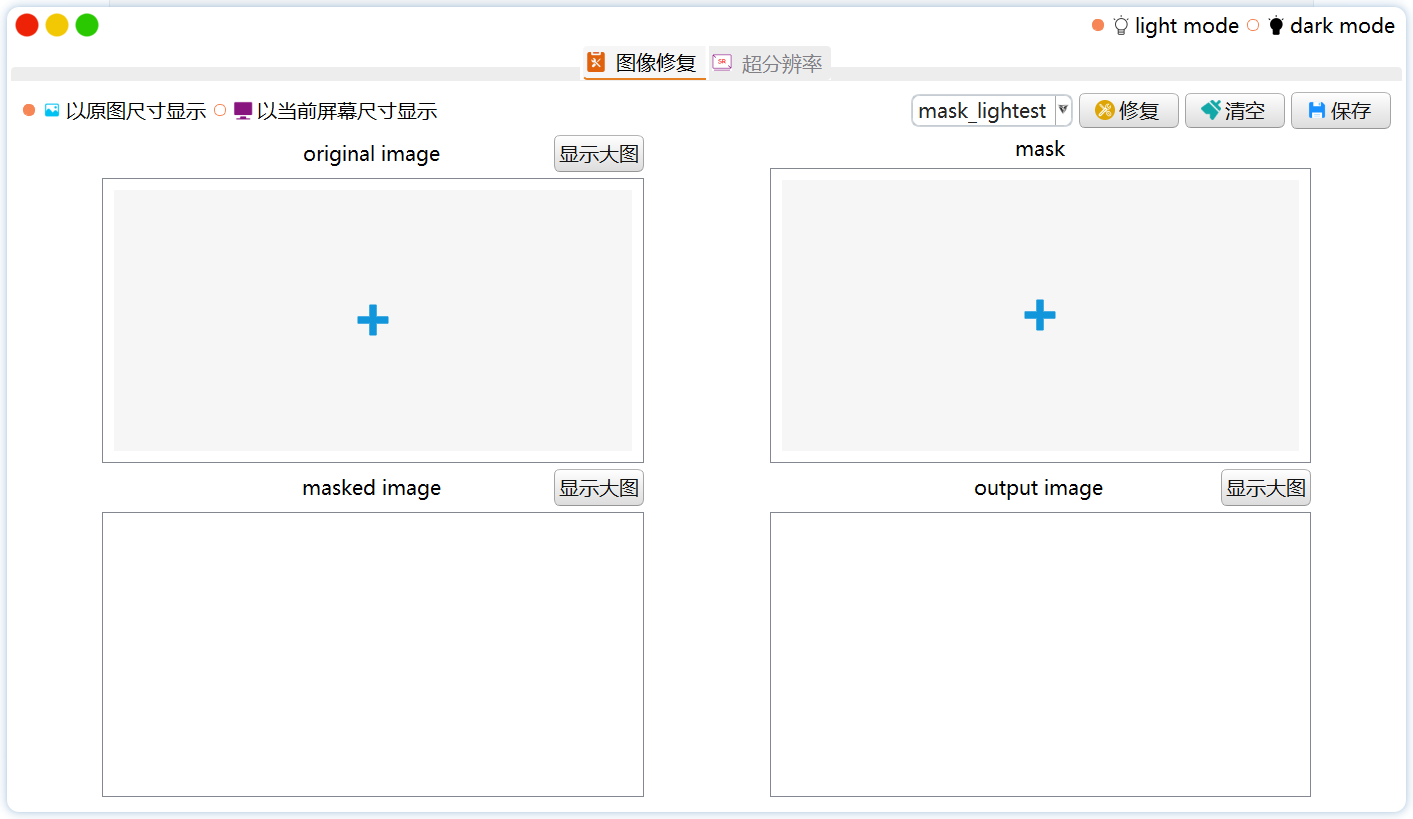 light mode dark mode
图像修复 SR 超分辨率
以原图尺寸显示 以当前屏幕尺寸显示 mask_lightest 修复 清空 保存
original image 显示大图 mask
masked image 显示大图 output image 显示大图